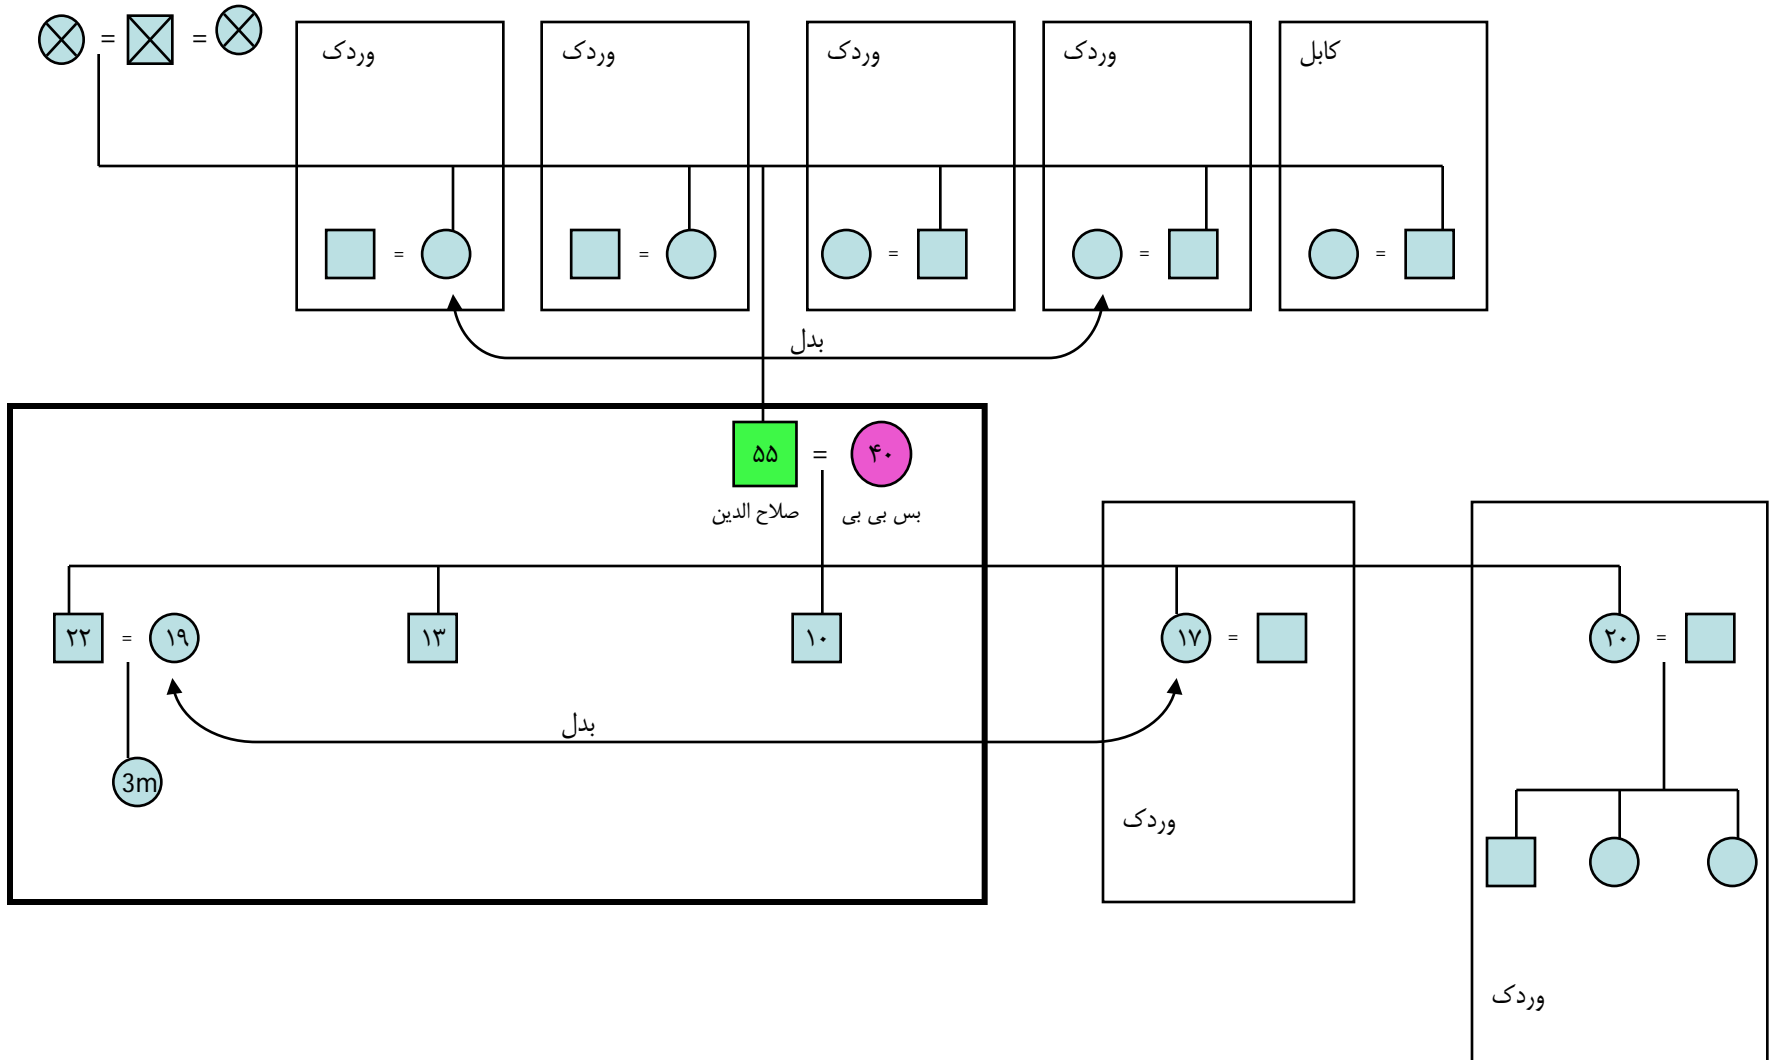 وردک
وردک
وردک
وردک
کابل
=
=
=
=
=
=
=
بدل
۵۵
=
۴۰
صلاح الدین
بس بی بی
۲۲
=
۱۹
۱۳
۱۰
۱۷
=
۲۰
=
بدل
3m
وردک
وردک